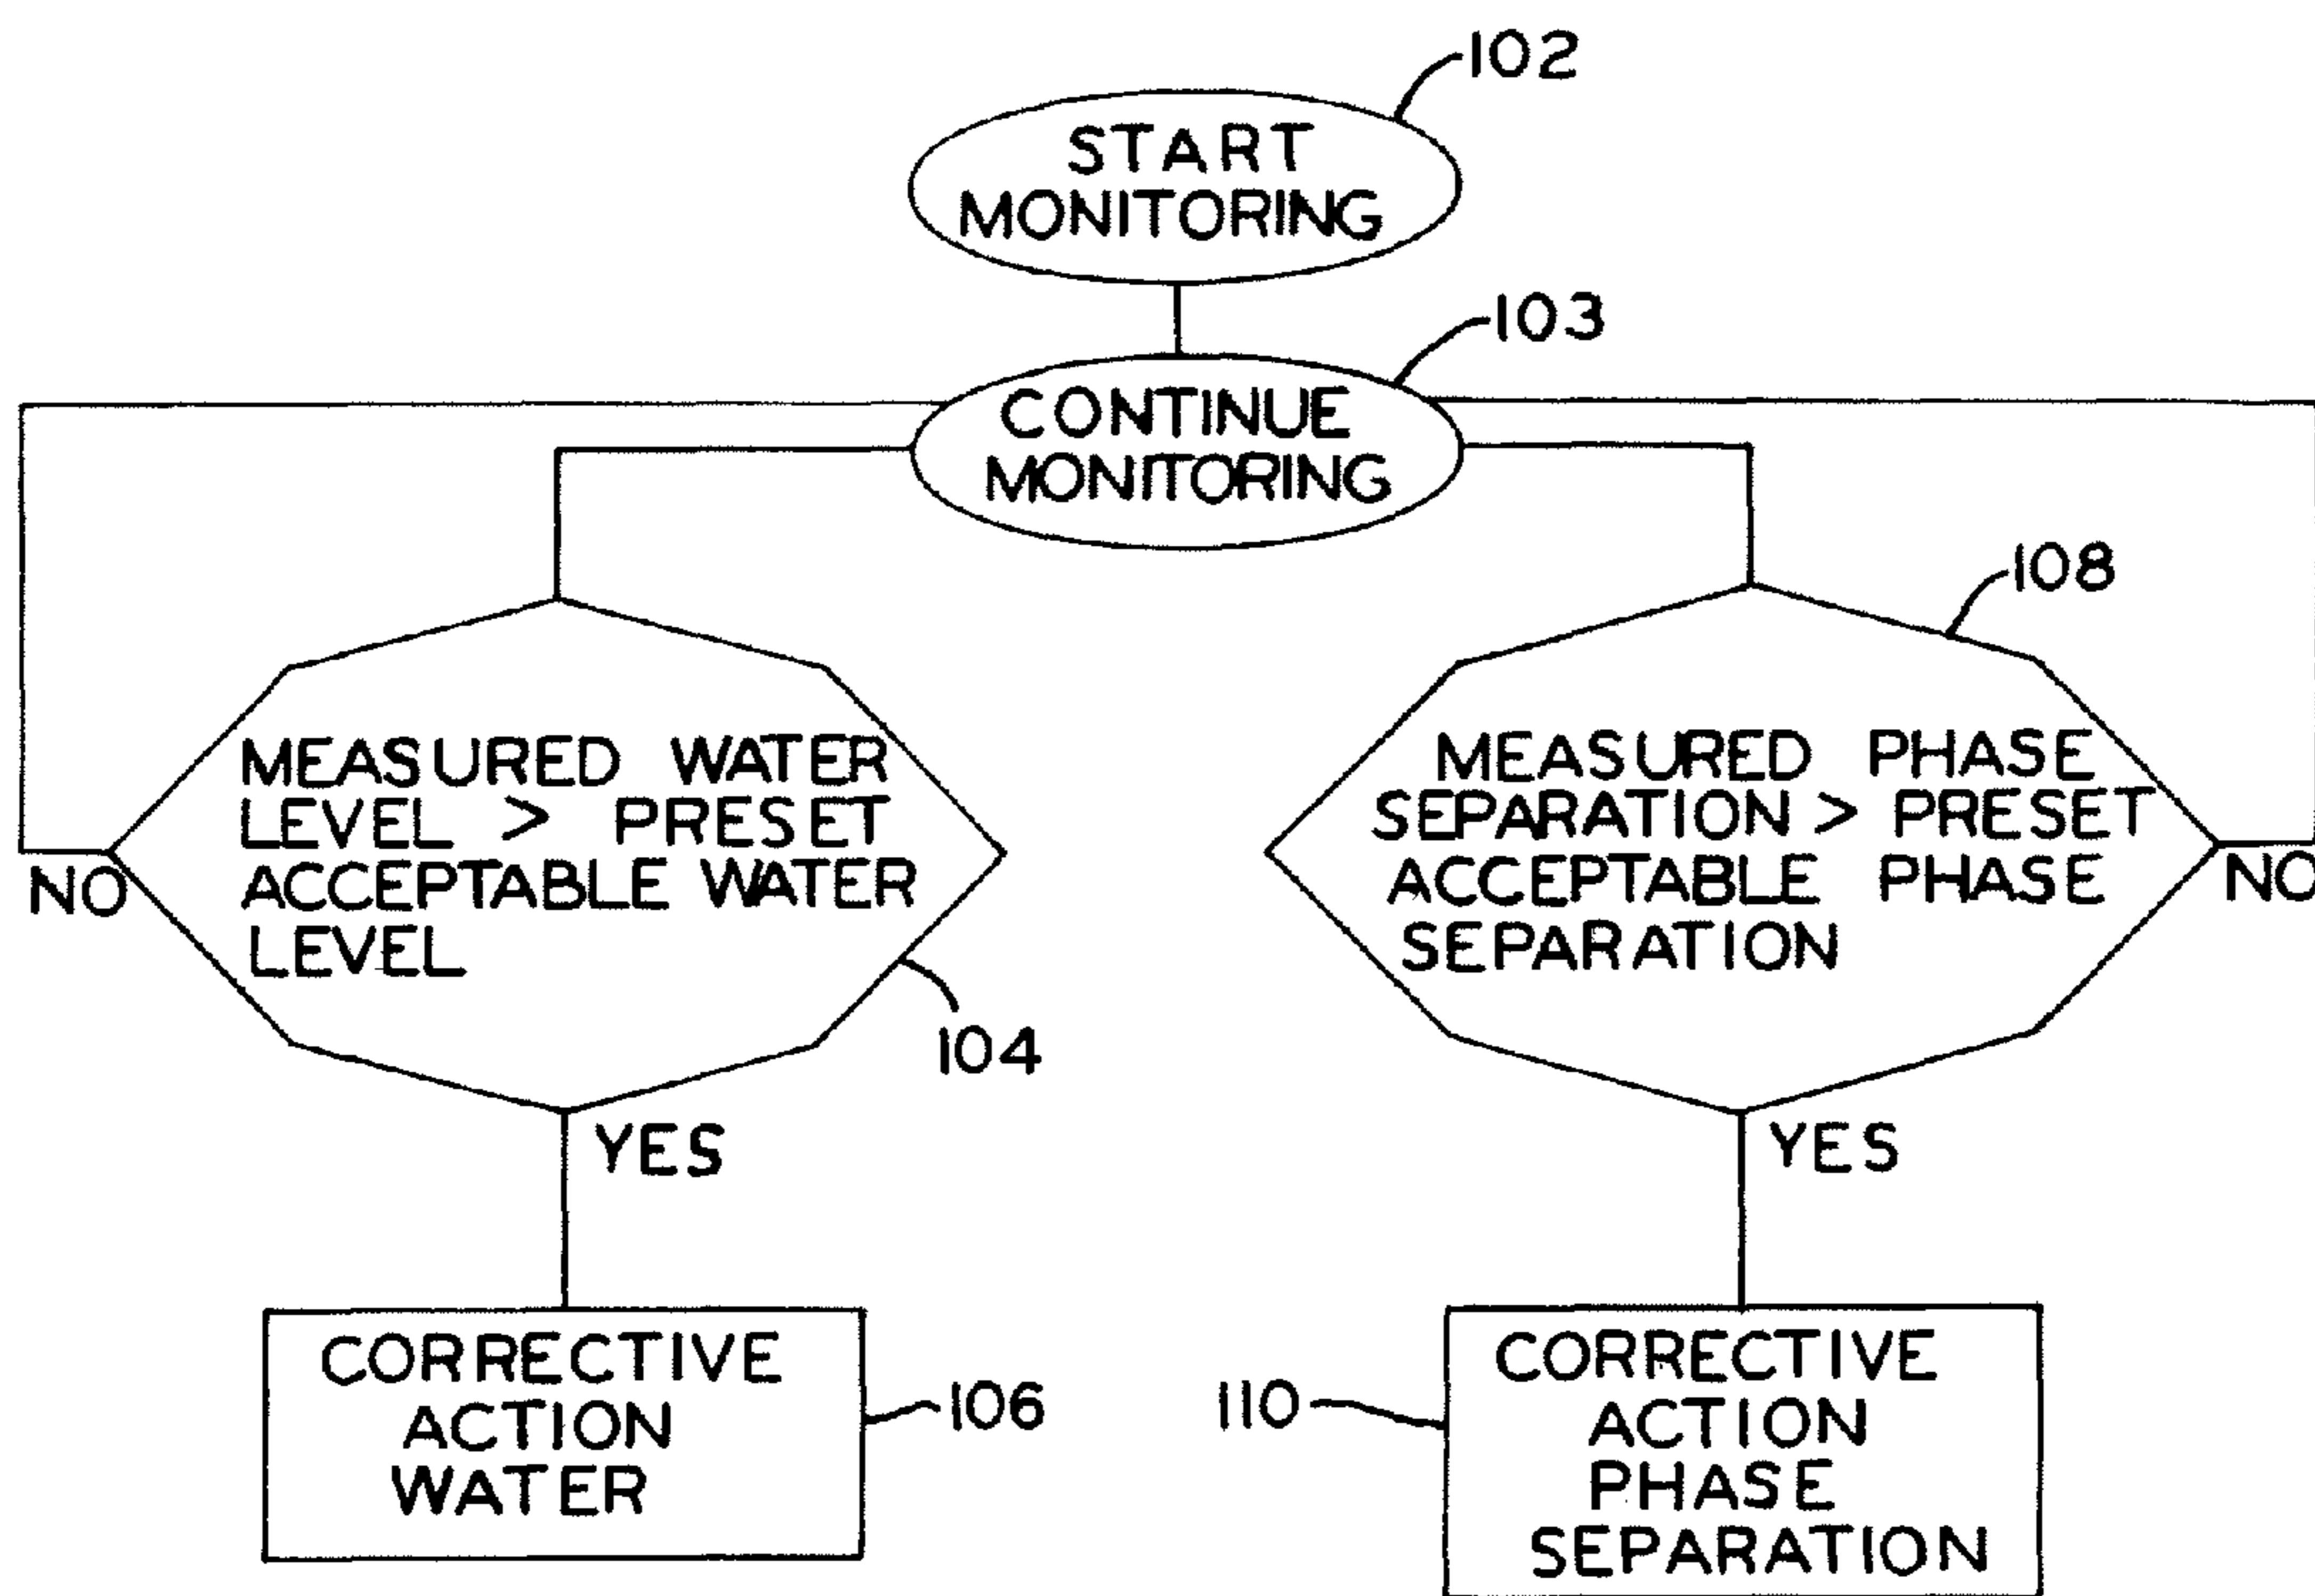 102
START
MONITORING
103
CONTINUE
MONITORING
108
MEASURED WATER
LEVEL > PRESET
ACCEPTABLE WATER
LEVEL
NO
104
MEASURED PHASE
SEPARATION > PRESET
ACCEPTABLE PHASE
SEPARATION
NO
YES
YES
CORRECTIVE
ACTION
WATER
106
110
CORRECTIVE
ACTION
PHASE
SEPARATION